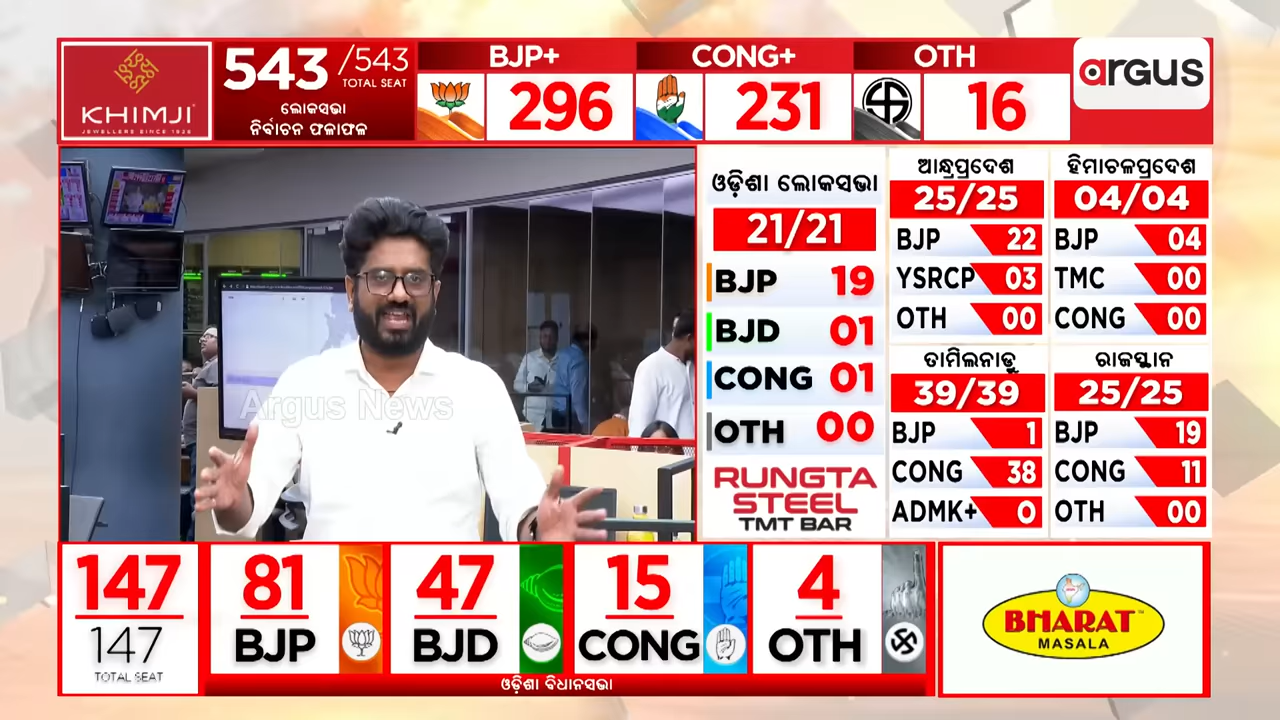 KHIMJI
JEWELLERS SINCE 1936
543 /543
TOTAL SEAT
ଲୋକସଭା
ନିର୍ବାଚନ ଫଳାଫଳ
BJP+
296
CONG+
231
OTH
16
argus
Argus News
ଓଡ଼ିଶା ଲୋକସଭା
21/21
BJP 19
BJD 01
CONG 01
OTH 00
RUNGTA
STEEL
TMT BAR
ଆନ୍ଧ୍ରପ୍ରଦେଶ
25/25
BJP 22
YSRCP 03
OTH 00
ହିମାଚଳପ୍ରଦେଶ
04/04
BJP 04
TMC 00
CONG 00
ତାମିଲନାଡୁ
39/39
BJP 1
CONG 38
ADMK+ 0
ରାଜସ୍ଥାନ
25/25
BJP 19
CONG 11
OTH 00
147
147
TOTAL SEAT
81
BJP
47
BJD
15
CONG
4
OTH
ଓଡ଼ିଶା ବିଧାନସଭା
BHARAT
MASALA